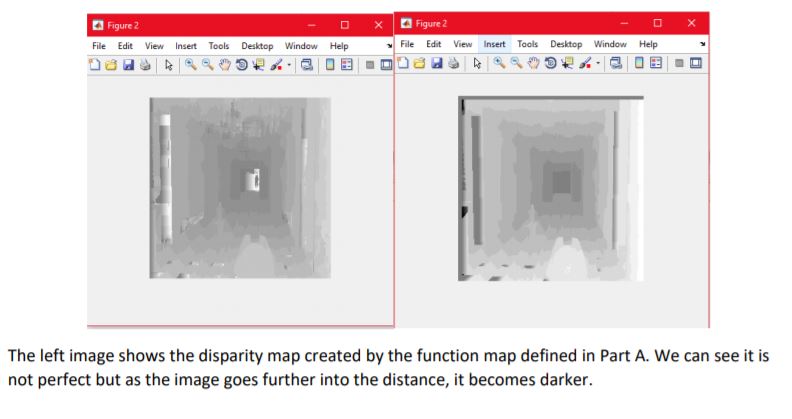 Figure 2
File Edit View Insert Tools Desktop Window Help
Figure 2
File Edit View Insert Tools Desktop Window Help
The left image shows the disparity map created by the function map defined in Part A. We can see it is
not perfect but as the image goes further into the distance, it becomes darker.